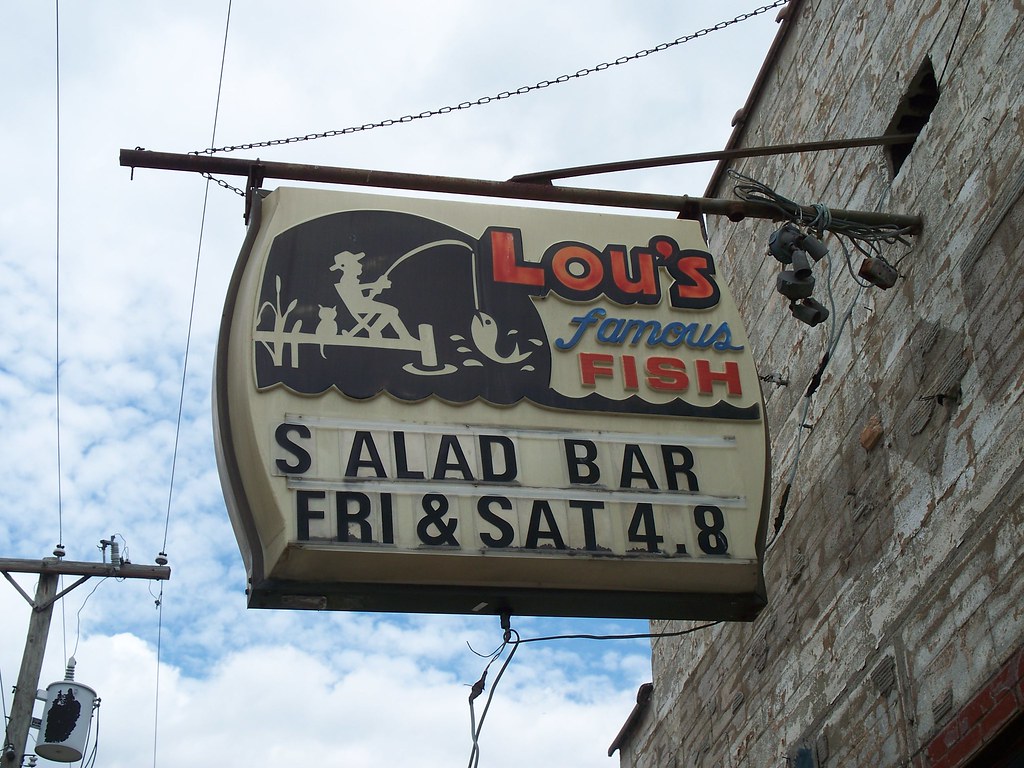 Lou's
famous
FISH
SALAD BAR
FRI & SAT 4.8